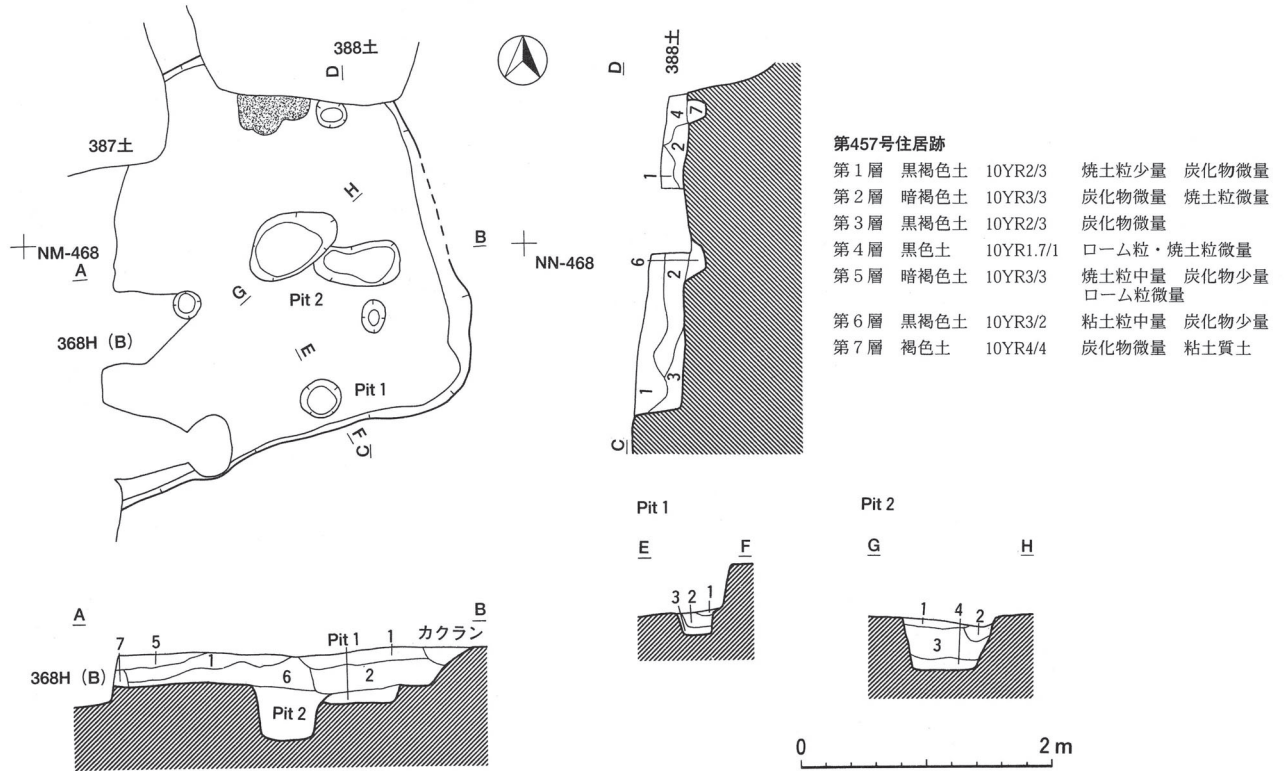 388土
D
387土
H
NM-468
A
B
G
Pit 2
368H（B）
E
Pit 1
F
C
NN-468
D
388土
4
7
2
1
6
2
3
1
C
第457号住居跡
第1層 黒褐色土 10YR2/3 焼土粒少量 炭化物微量
第2層 暗褐色土 10YR3/3 炭化物微量 焼土粒微量
第3層 黒褐色土 10YR2/3 炭化物微量
第4層 黒色土 10YR1.7/1 ローム粒・焼土粒微量
第5層 暗褐色土 10YR3/3 焼土粒中量 炭化物少量
ローム粒微量
第6層 黒褐色土 10YR3/2 粘土粒中量 炭化物少量
第7層 褐色土 10YR4/4 炭化物微量 粘土質土
Pit 1
E F
3 2 1
Pit 2
G H
1 4 2
3
A B
7 5 1 Pit 1 1 カクラン
368H（B） 6 2
Pit 2
0 2 m